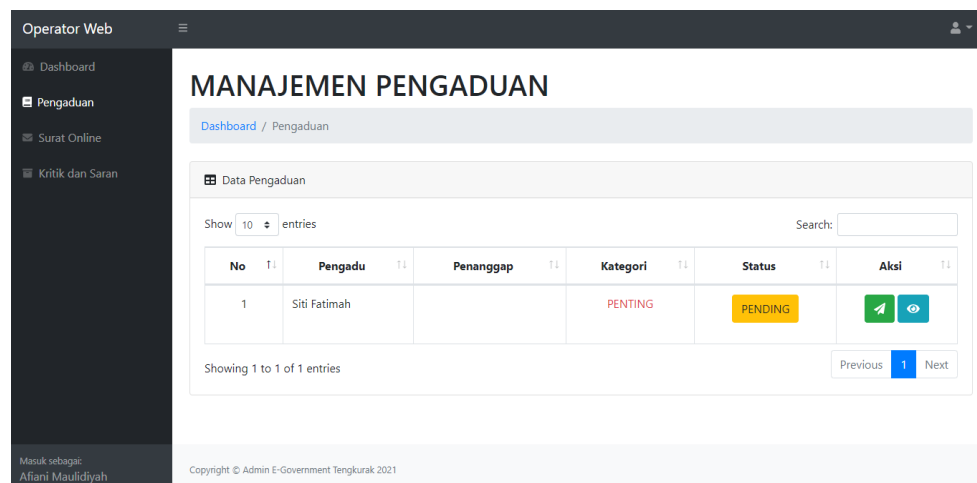 Operator Web
Dashboard
Pengaduan
Surat Online
Kritik dan Saran
Masuk sebagai:
Afiani Maulidiyah
MANAJEMEN PENGADUAN
Dashboard / Pengaduan
Data Pengaduan
Show 10 entries
Search:
No Pengadu Penanggap Kategori Status Aksi
1 Siti Fatimah PENTING PENDING
Showing 1 to 1 of 1 entries
Previous 1 Next
Copyright © Admin E-Government Tengkurak 2021